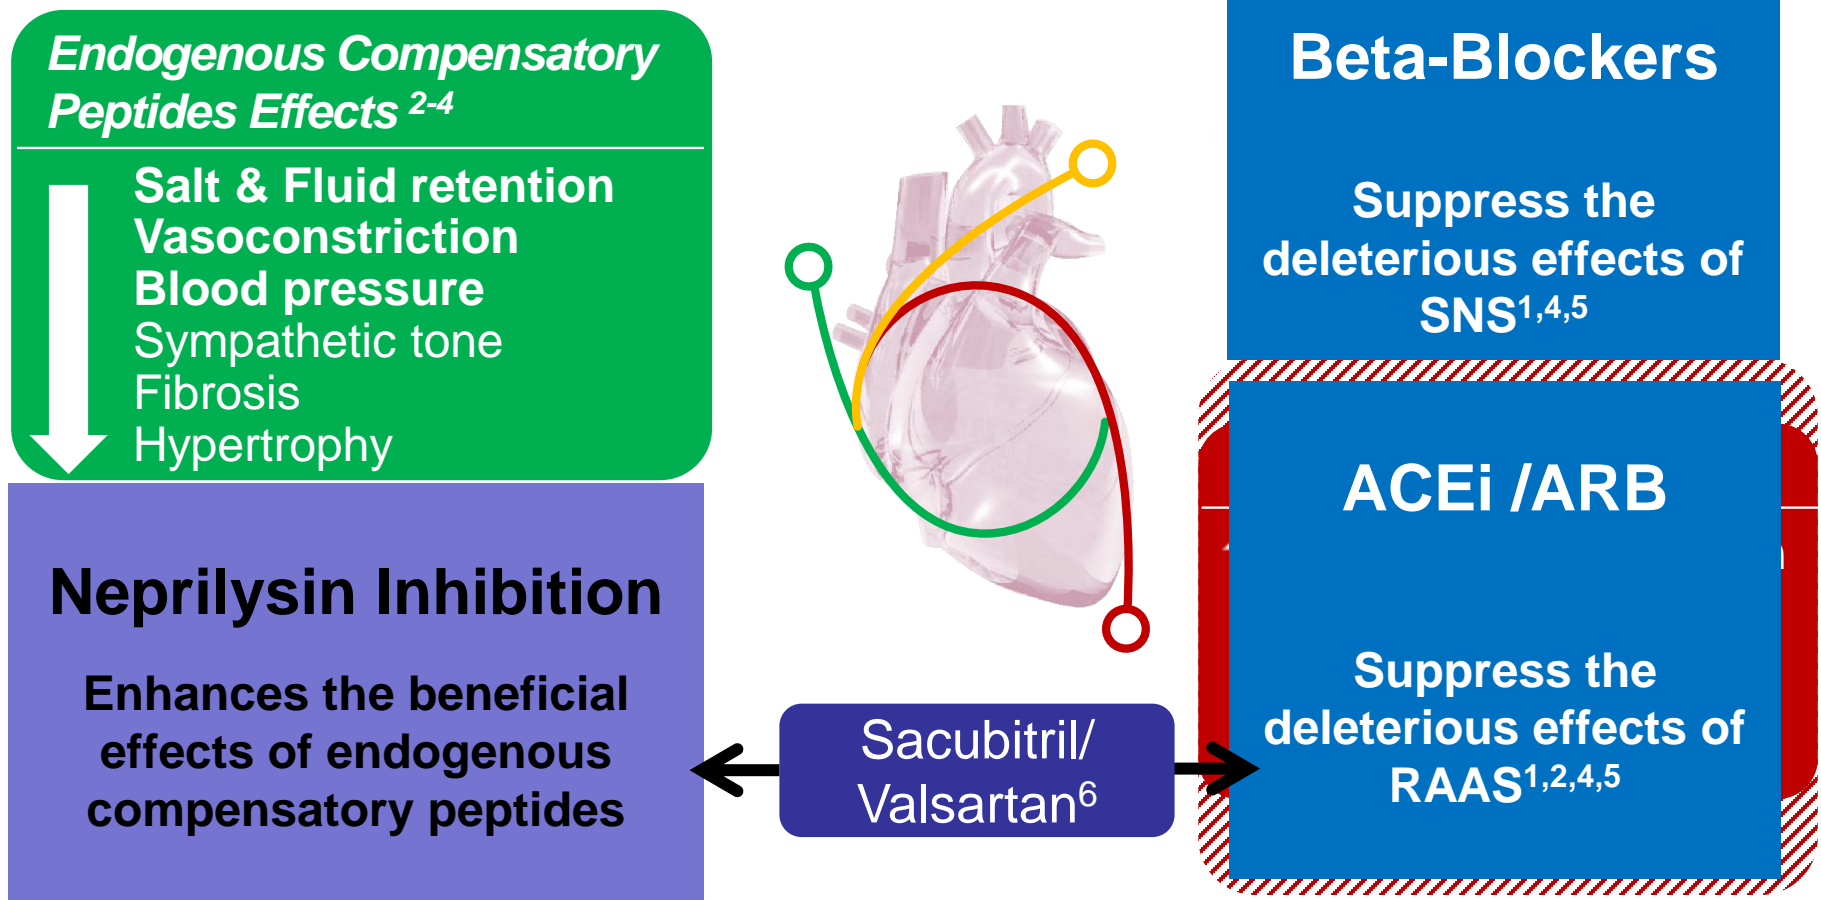 Endogenous Compensatory
Peptides Effects 2-4
Salt & Fluid retention
Vasoconstriction
Blood pressure
Sympathetic tone
Fibrosis
Hypertrophy
Neprilysin Inhibition
Enhances the beneficial
effects of endogenous
compensatory peptides
Sacubitril/
Valsartan6
Beta-Blockers
Suppress the
deleterious effects of
SNS1,4,5
ACEi /ARB
Suppress the
deleterious effects of
RAAS1,2,4,5